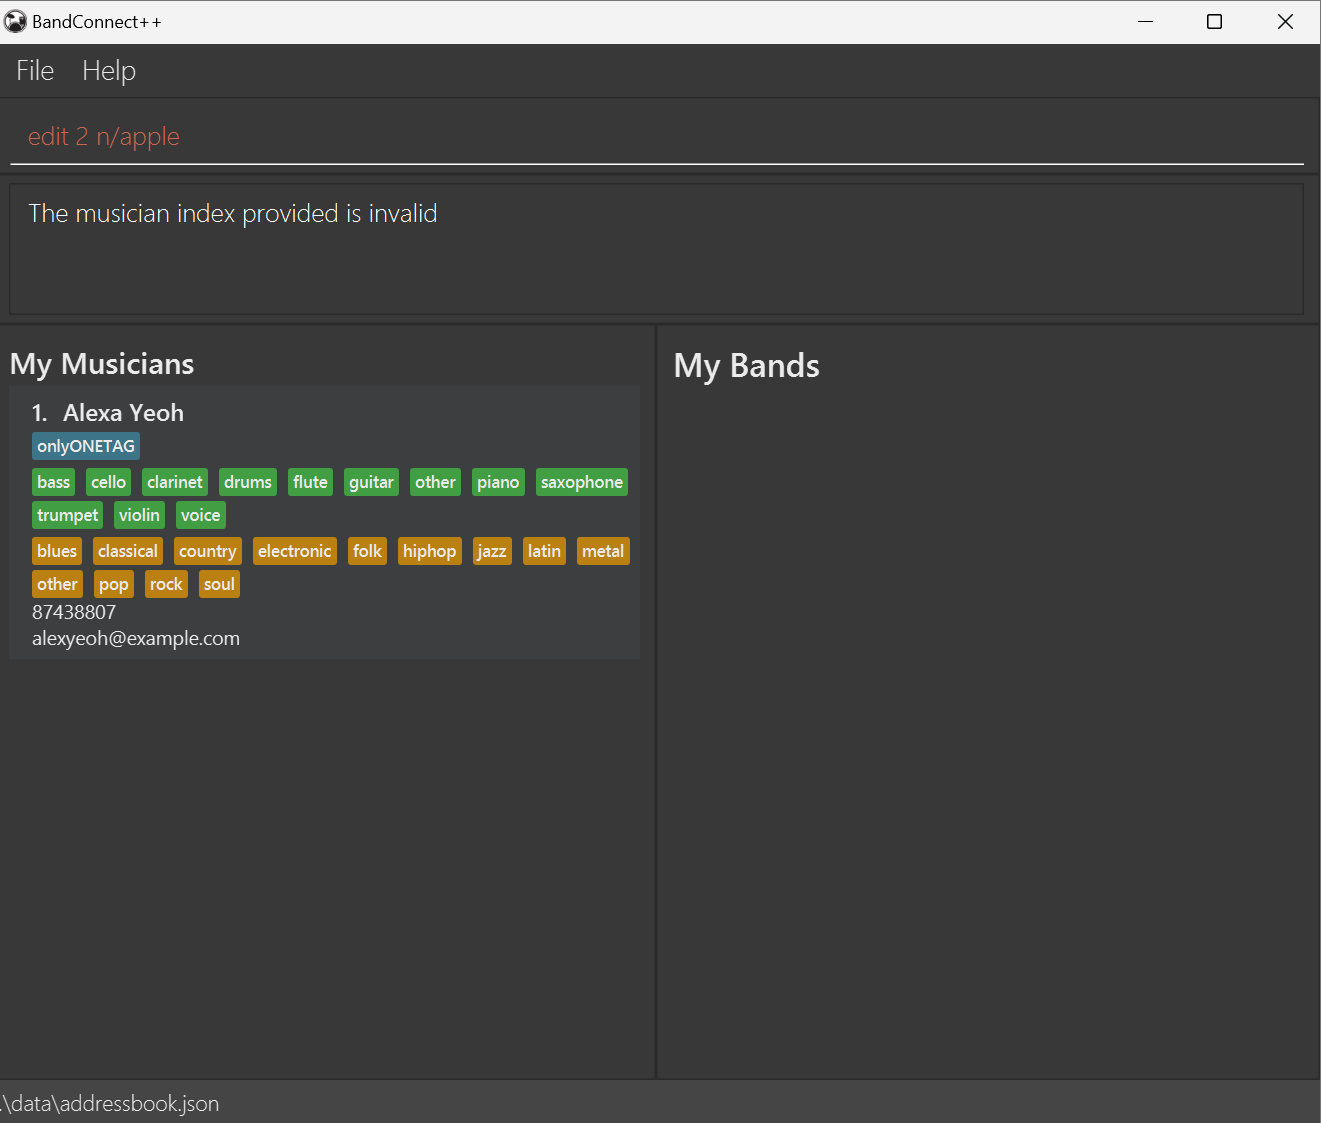 BandConnect++
File Help
edit 2 n/apple
The musician index provided is invalid
My Musicians
1. Alexa Yeoh
onlyONETAG
bass cello clarinet drums flute guitar other piano saxophone
trumpet violin voice
blues classical country electronic folk hiphop jazz latin metal
other pop rock soul
87438807
alexyeoh@example.com
My Bands
.\data\addressbook.json